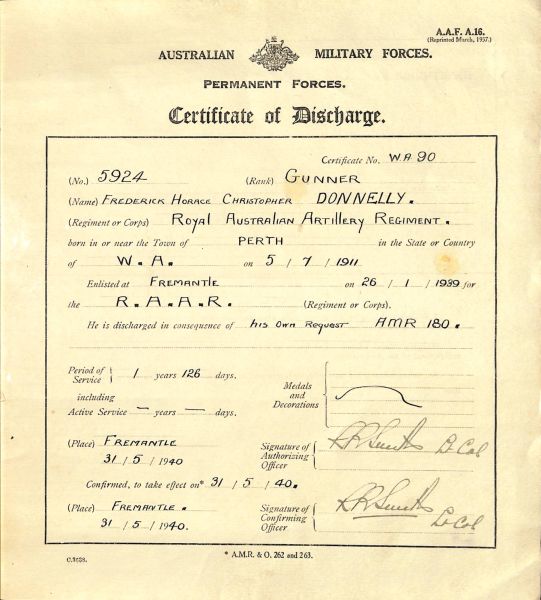 A.A.F. A.16.
(Reprinted March, 1937.)
AUSTRALIAN MILITARY FORCES.
PERMANENT FORCES.
Certificate of Discharge.
Certificate No. W.A 90
(No.) 5924 (Rank) GUNNER
(Name) FREDERICK HORACE CHRISTOPHER DONNELLY.
(Regiment or Corps) ROYAL AUSTRALIAN ARTILLERY REGIMENT.
born in or near the Town of PERTH in the State or Country
of W.A. on 5 / 7 / 1911
Enlisted at FREMANTLE on 26 / 1 / 1939 for
the R.A.A.R. (Regiment or Corps).
He is discharged in consequence of his Own Request AMR 180.
Period of Service 1 years 126 days.
including
Active Service — years — days.
Medals and Decorations
(Place) FREMANTLE
31 / 5 / 1940
Signature of Authorizing Officer
Lt Col
Confirmed, to take effect on* 31 / 5 / 40.
(Place) FREMANTLE.
31 / 5 / 1940.
Signature of Confirming Officer
Lt Col
* A.M.R. & O. 262 and 263.